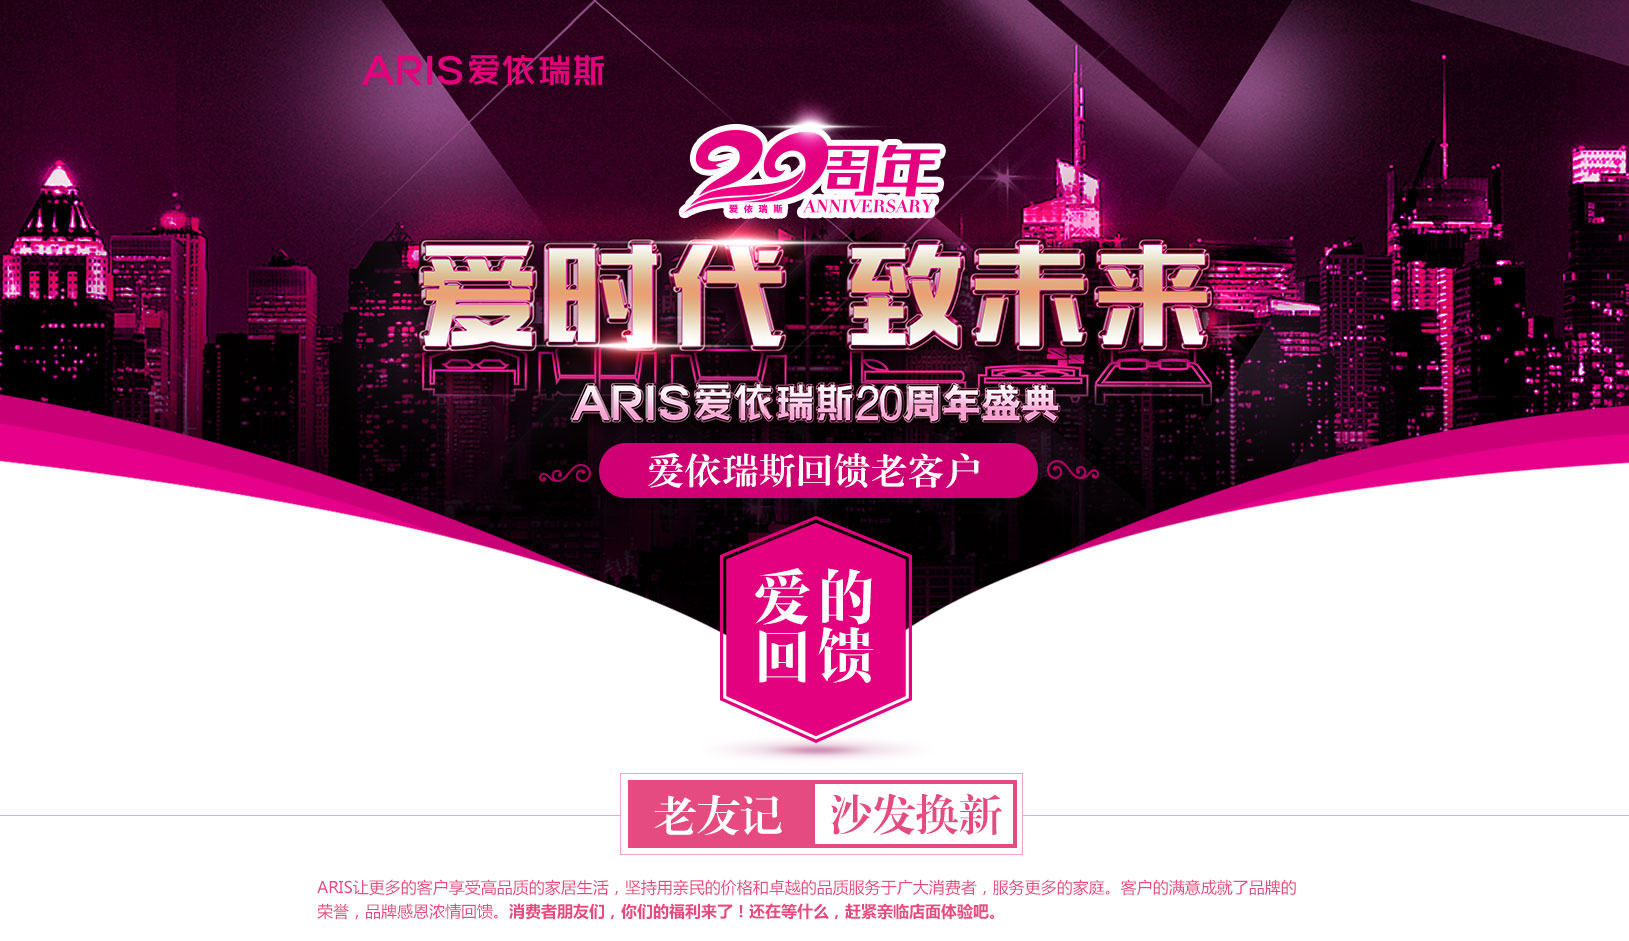 ARIS爱依瑞斯
20周年
爱依瑞斯 ANNIVERSARY
爱时代 致未来
ARIS爱依瑞斯20周年盛典
爱依瑞斯回馈老客户
爱的
回馈
老友记 沙发换新
ARIS让更多的客户享受高品质的家居生活，坚持用亲民的价格和卓越的品质服务于广大消费者，服务更多的家庭。客户的满意成就了品牌的
荣誉，品牌感恩浓情回馈。消费者朋友们，你们的福利来了！还在等什么，赶紧亲临店面体验吧。